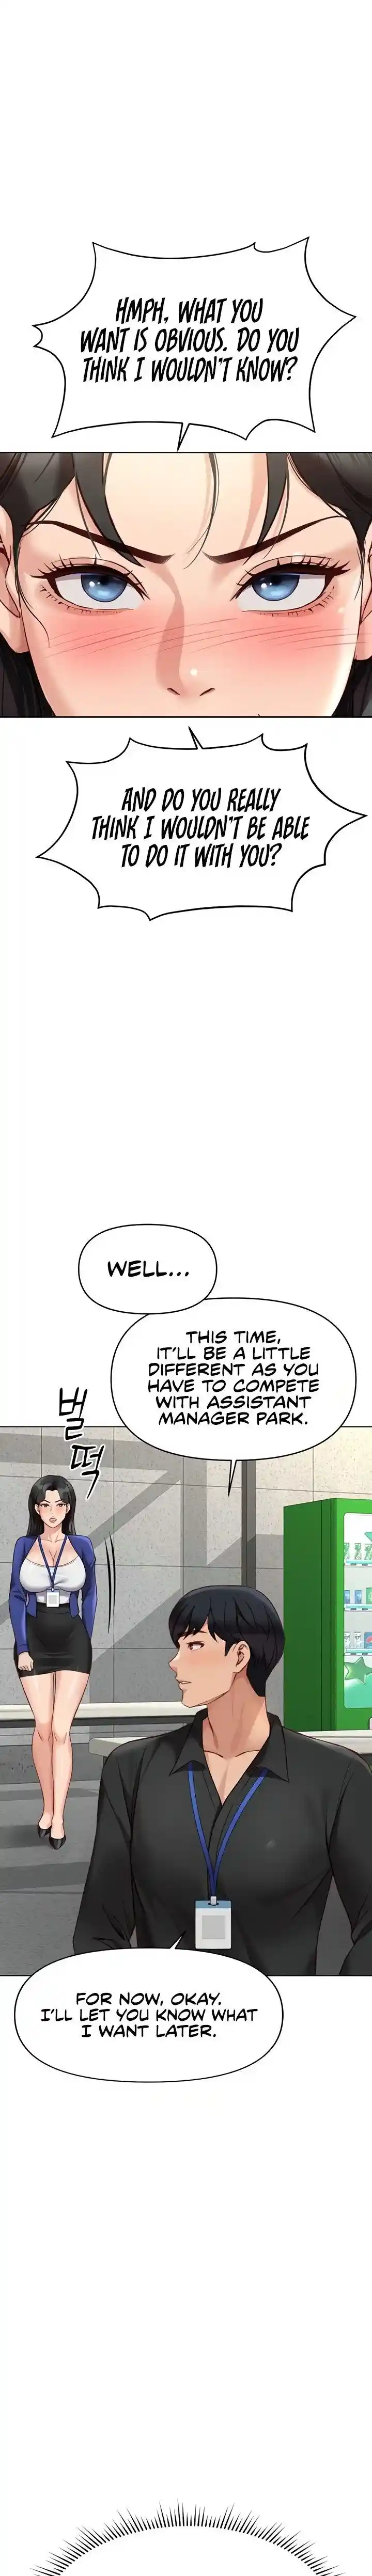 HMPH, WHAT YOU
WANT IS OBVIOUS. DO YOU
THINK I WOULDN'T KNOW?
AND DO YOU REALLY
THINK I WOULDN'T BE ABLE
TO DO IT WITH YOU?
WELL...
THIS TIME,
IT'LL BE A LITTLE
DIFFERENT AS YOU
HAVE TO COMPETE
WITH ASSISTANT
MANAGER PARK.
벌
떡
FOR NOW, OKAY.
I'LL LET YOU KNOW WHAT
I WANT LATER.